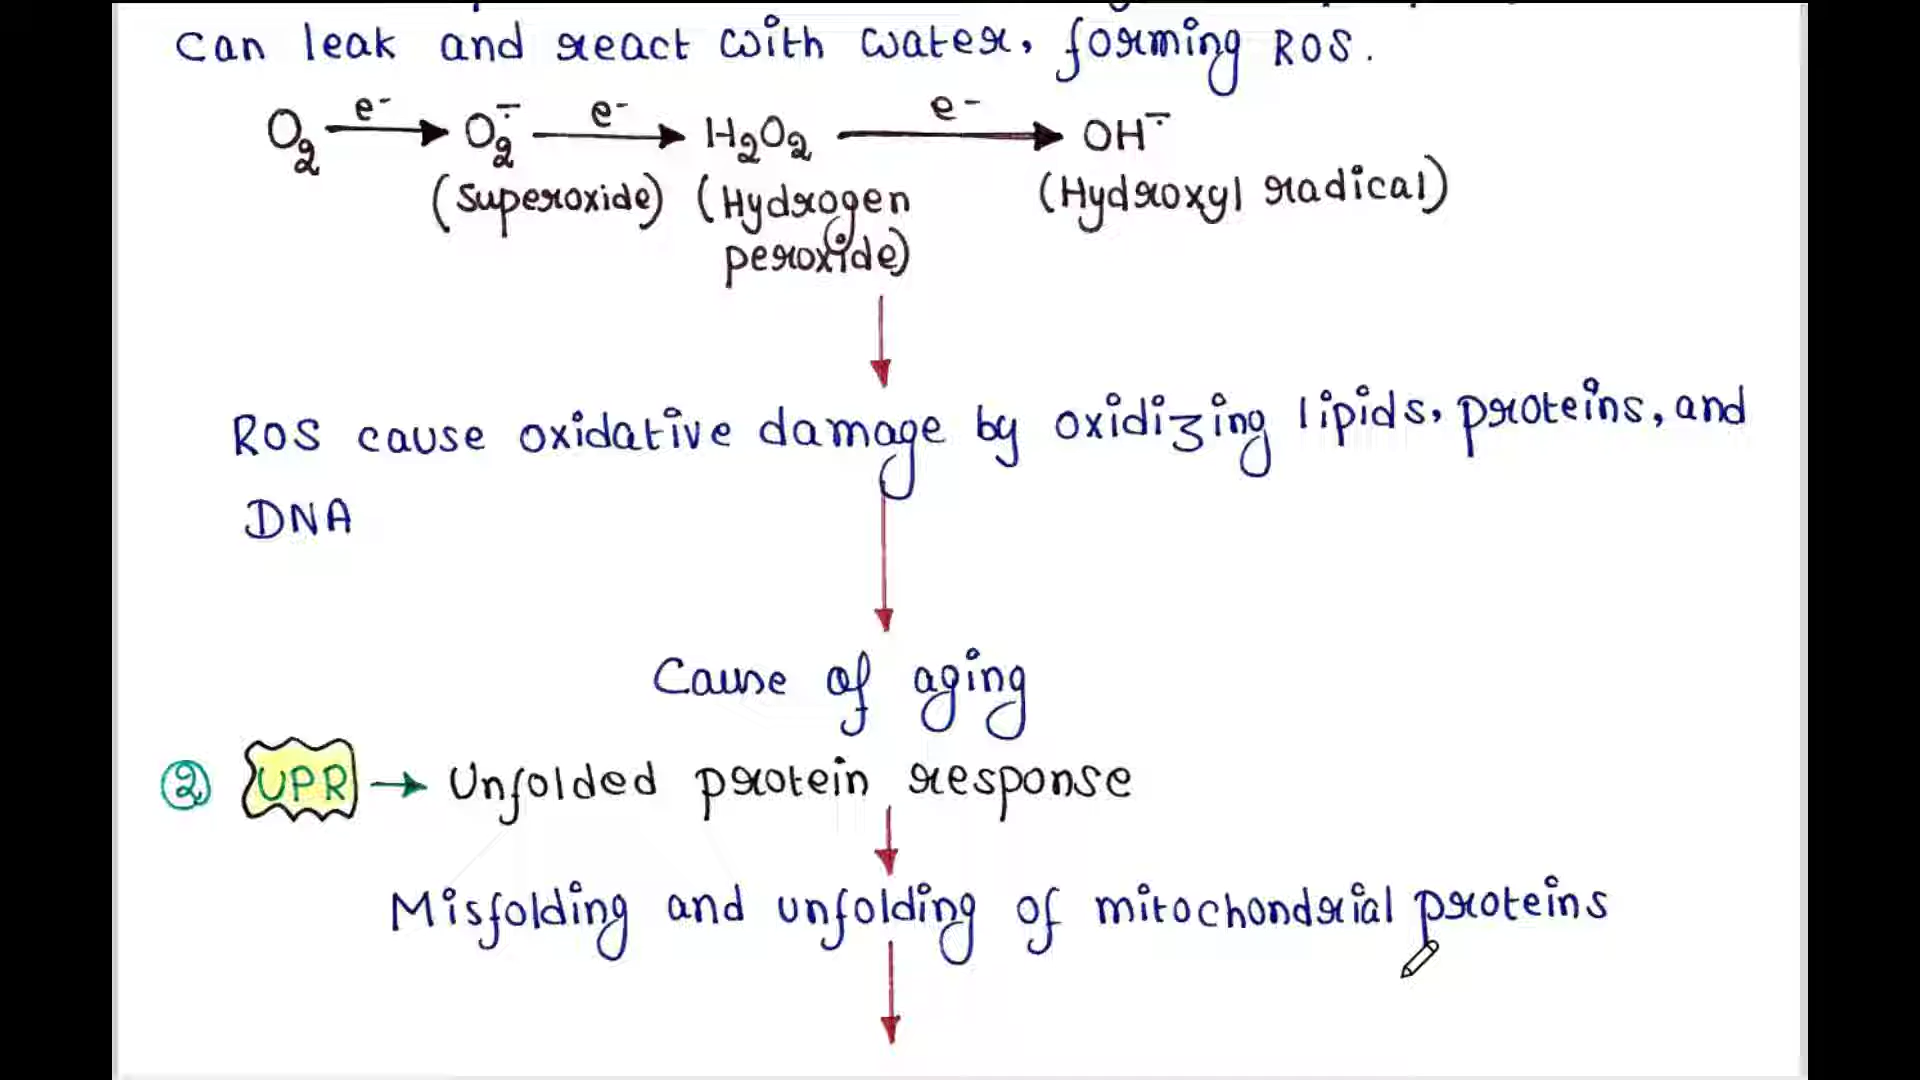 can leak and react with water, forming ROS.
O₂ —e⁻→ O₂∸ —e⁻→ H₂O₂ —e⁻→ OH∸
(Superoxide) (Hydrogen peroxide) (Hydroxyl radical)
ROS cause oxidative damage by oxidizing lipids, proteins, and
DNA
Cause of aging
② UPR → Unfolded protein response
Misfolding and unfolding of mitochondrial proteins